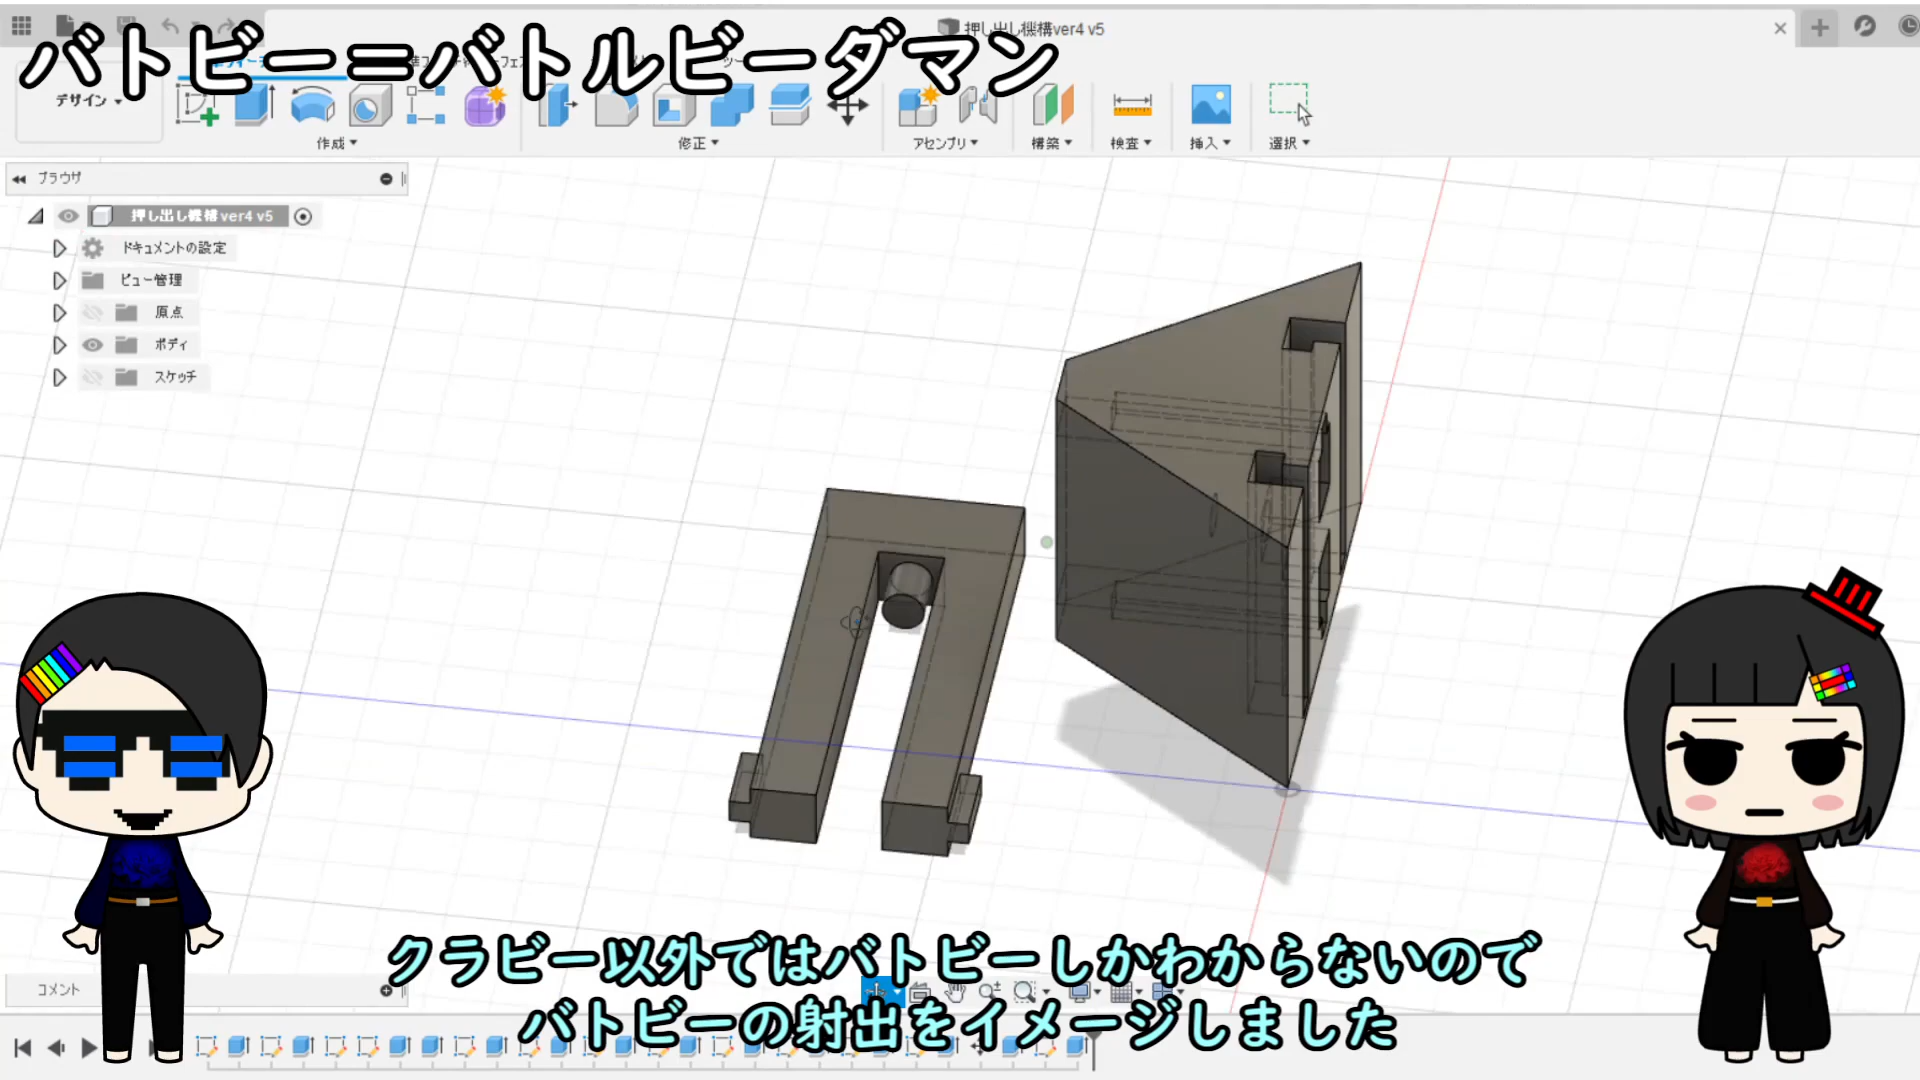 押し出し機構ver4 v5
バトビー＝バトルビーダマン
デザイン
作成
修正
アセンブリ
構築
検査
挿入
選択
ブラウザ
押し出し機構ver4 v5
ドキュメントの設定
ビュー管理
原点
ボディ
スケッチ
クラビー以外ではバトビーしかわからないので
コメント
バトビーの射出をイメージしました